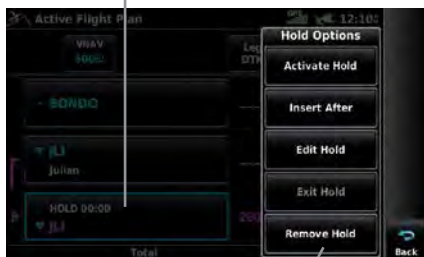 Active Flight Plan
12:10
Hold Options
VNAV
Leg
DTK
Activate Hold
BONDO
Insert After
JLI
Julian
Edit Hold
Exit Hold
HOLD 00:00
JLI
Remove Hold
Total
Back